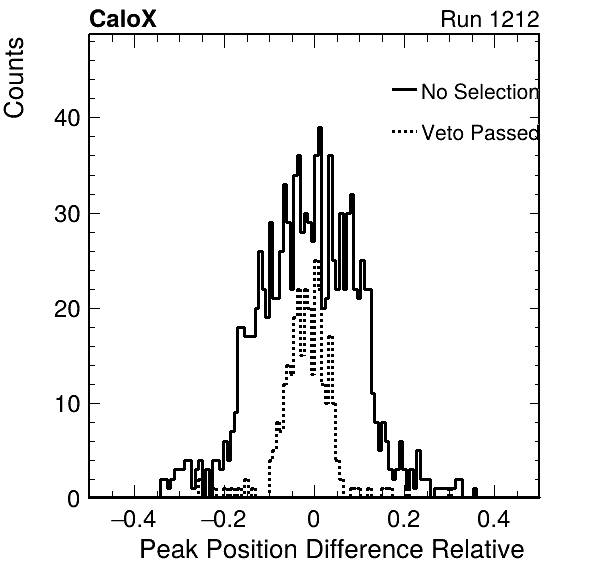 CaloX Run 1212
Counts
No Selection
Veto Passed
40
30
20
10
0
−0.4 −0.2 0 0.2 0.4
Peak Position Difference Relative